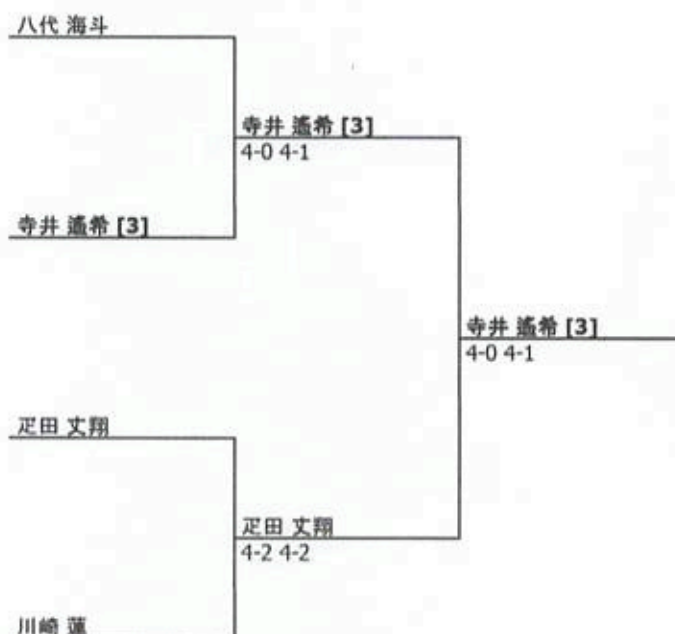 八代 海斗
寺井 遙希 [3]
4-0 4-1
寺井 遙希 [3]
寺井 遙希 [3]
4-0 4-1
疋田 丈翔
疋田 丈翔
4-2 4-2
川崎 蓮